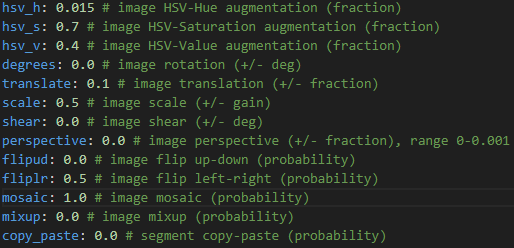 hsv_h: 0.015 # image HSV-Hue augmentation (fraction)
hsv_s: 0.7 # image HSV-Saturation augmentation (fraction)
hsv_v: 0.4 # image HSV-Value augmentation (fraction)
degrees: 0.0 # image rotation (+/- deg)
translate: 0.1 # image translation (+/- fraction)
scale: 0.5 # image scale (+/- gain)
shear: 0.0 # image shear (+/- deg)
perspective: 0.0 # image perspective (+/- fraction), range 0-0.001
flipud: 0.0 # image flip up-down (probability)
fliplr: 0.5 # image flip left-right (probability)
mosaic: 1.0 # image mosaic (probability)
mixup: 0.0 # image mixup (probability)
copy_paste: 0.0 # segment copy-paste (probability)